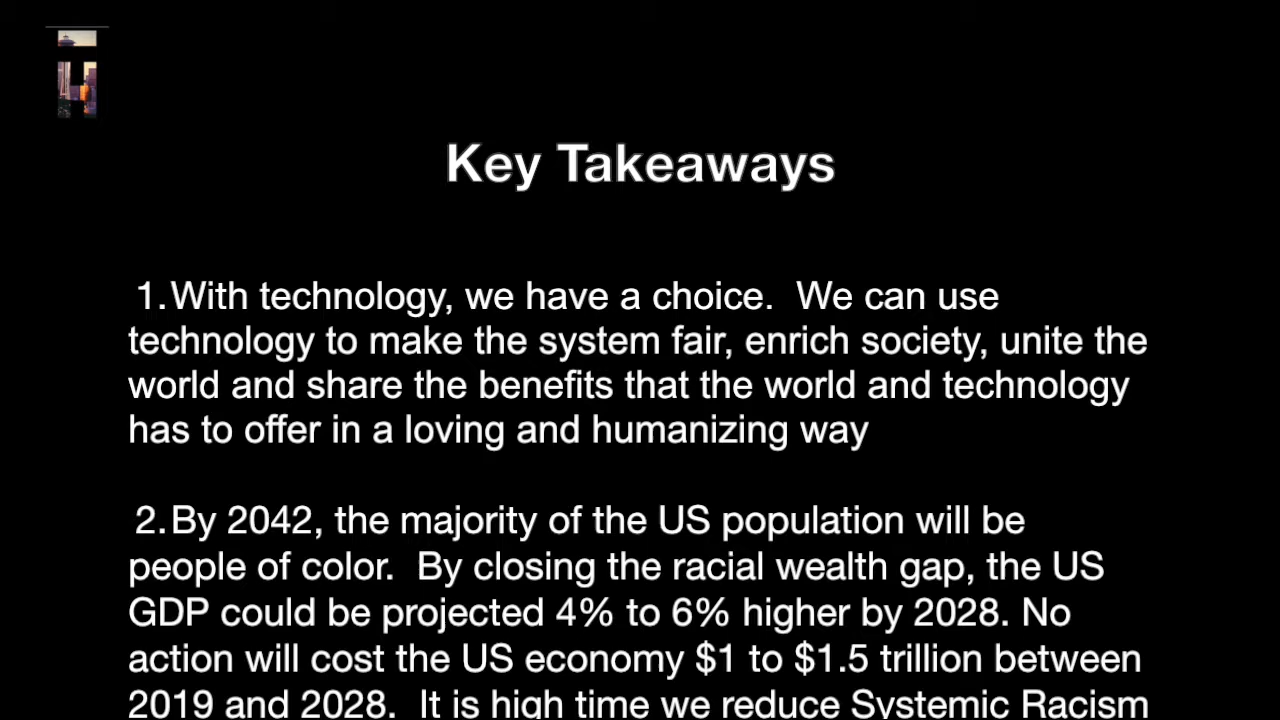 Key Takeaways
1. With technology, we have a choice.  We can use
technology to make the system fair, enrich society, unite the
world and share the benefits that the world and technology
has to offer in a loving and humanizing way
2. By 2042, the majority of the US population will be
people of color.  By closing the racial wealth gap, the US
GDP could be projected 4% to 6% higher by 2028. No
action will cost the US economy $1 to $1.5 trillion between
2019 and 2028.  It is high time we reduce Systemic Racism